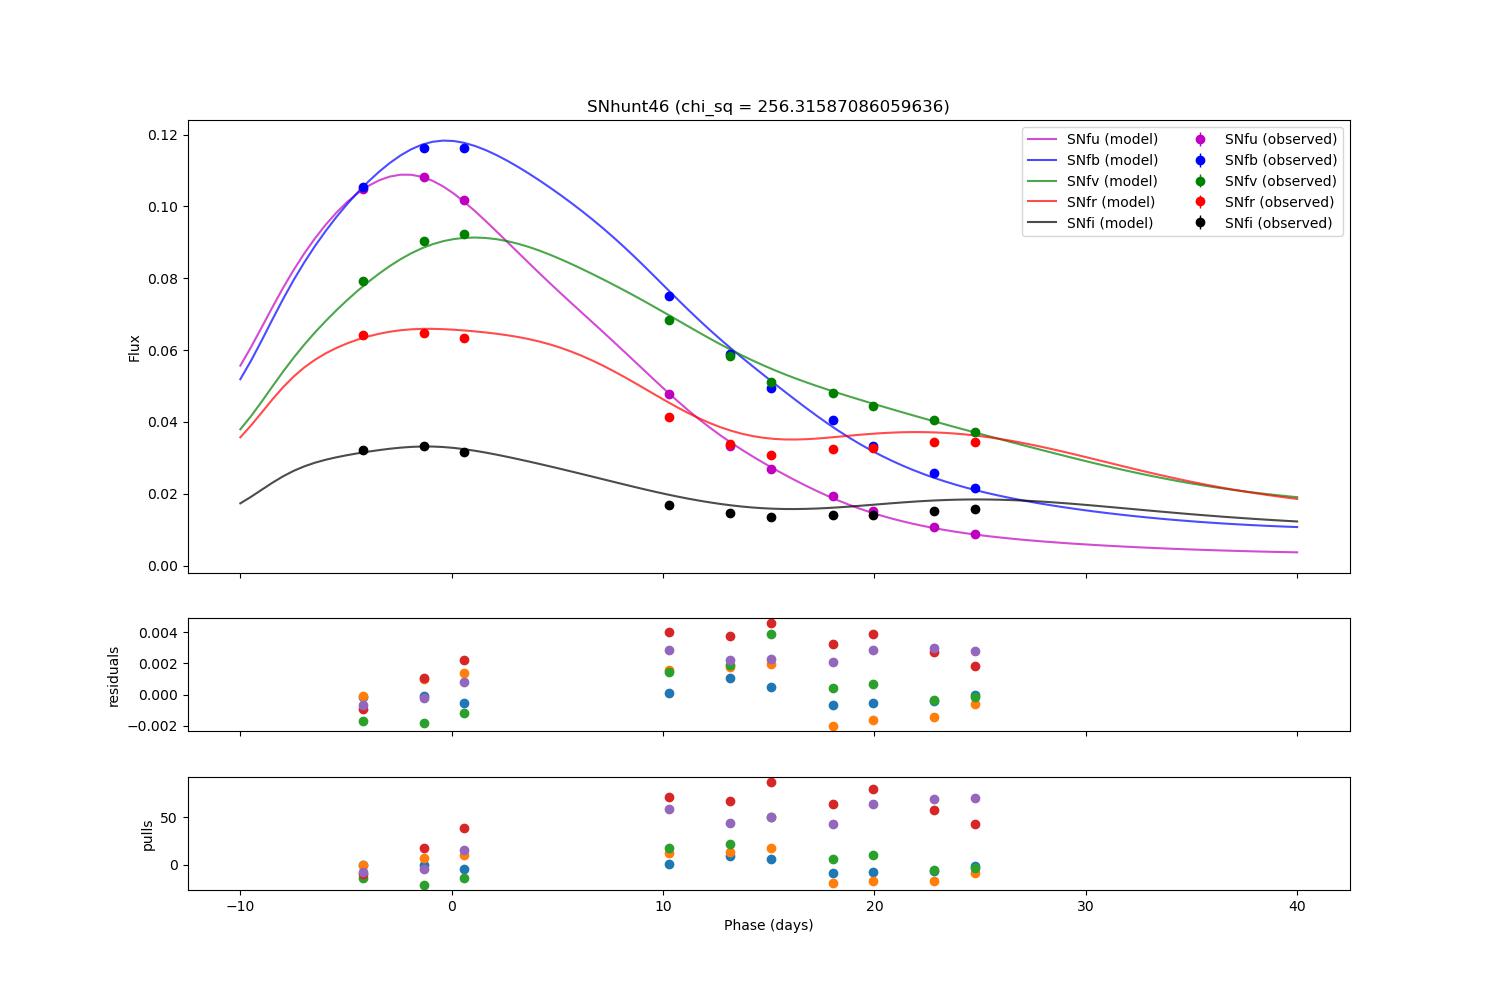 SNhunt46 (chi_sq = 256.31587086059636)
0.12
0.10
0.08
0.06
0.04
0.02
0.00
Flux
SNfu (model)
SNfb (model)
SNfv (model)
SNfr (model)
SNfi (model)
SNfu (observed)
SNfb (observed)
SNfv (observed)
SNfr (observed)
SNfi (observed)
0.004
0.002
0.000
−0.002
residuals
50
0
pulls
−10
0
10
20
30
40
Phase (days)